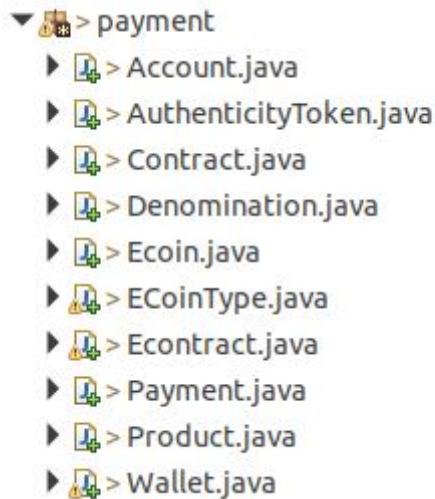 > payment
> Account.java
> AuthenticityToken.java
> Contract.java
> Denomination.java
> Ecoin.java
> ECoinType.java
> Econtract.java
> Payment.java
> Product.java
> Wallet.java